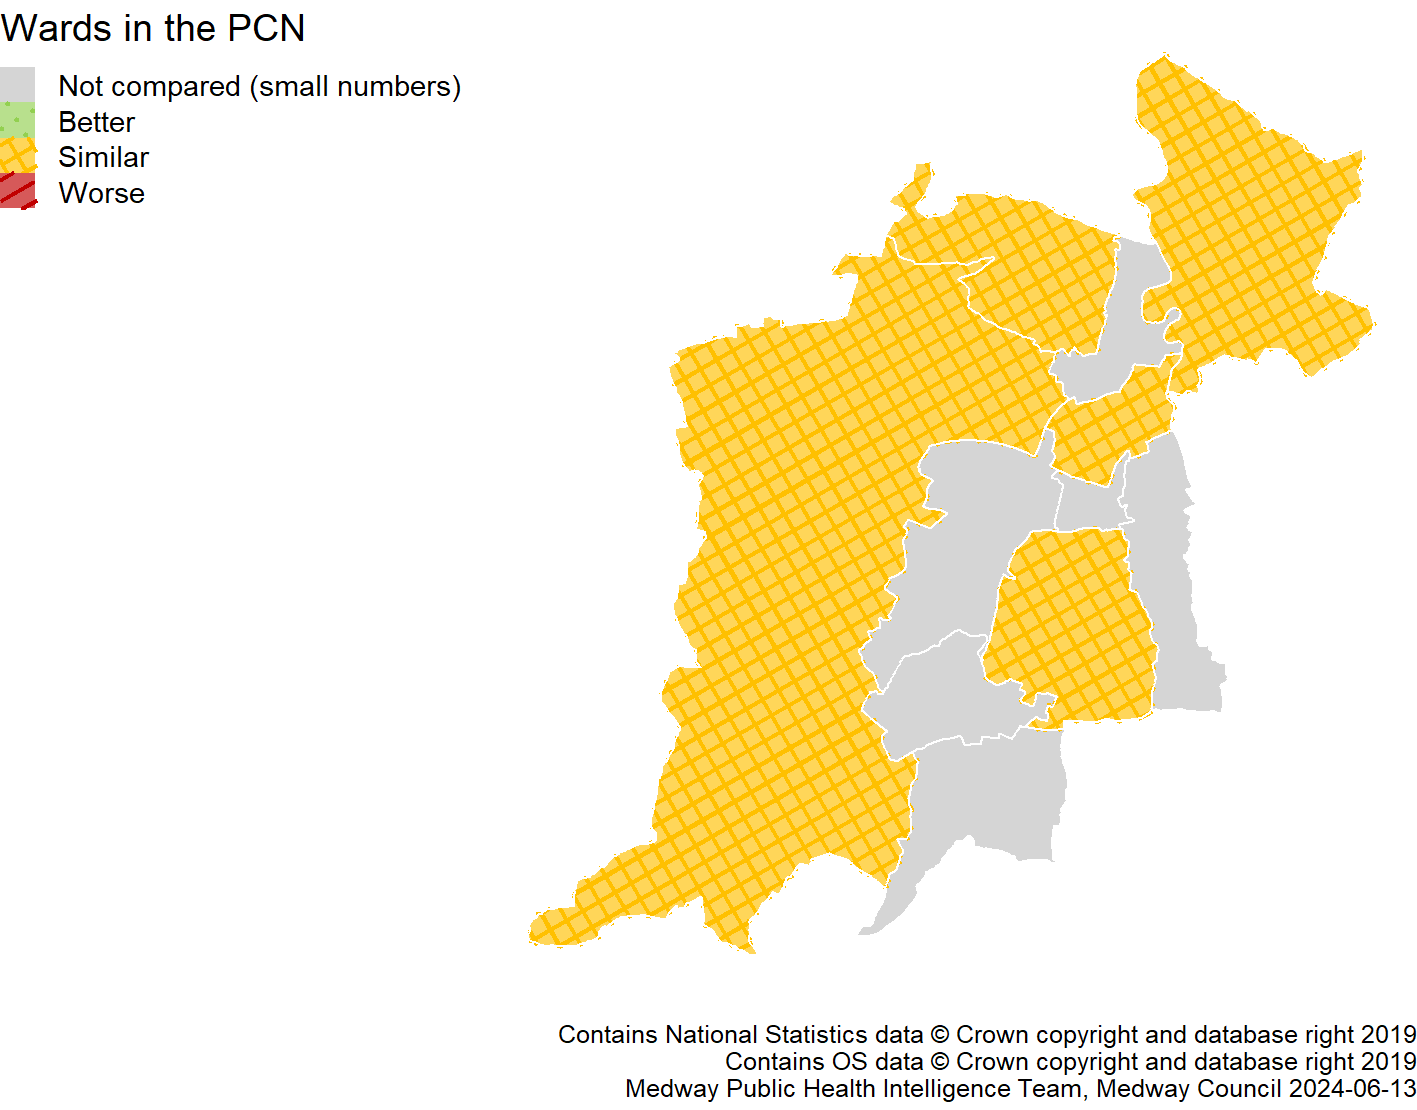 Wards in the PCN
Not compared (small numbers)
Better
Similar
Worse
Contains National Statistics data © Crown copyright and database right 2019
Contains OS data © Crown copyright and database right 2019
Medway Public Health Intelligence Team, Medway Council 2024-06-13